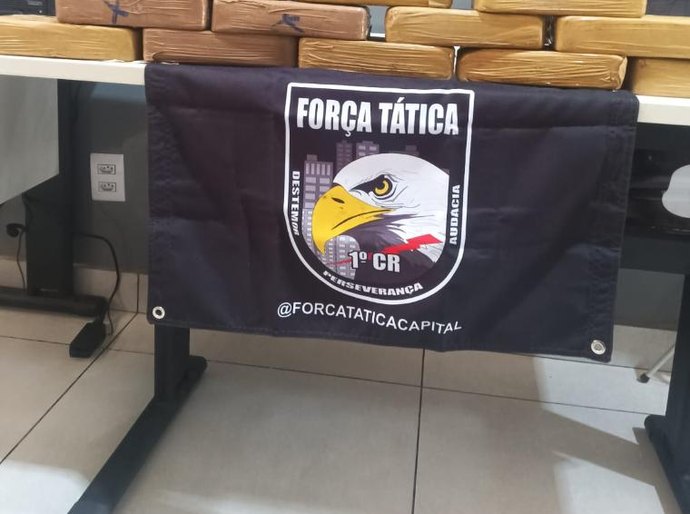 FORÇA TÁTICA
DESTEMOR
AUDÁCIA
1º CR
PERSEVERANÇA
@FORCATATICACAPITAL